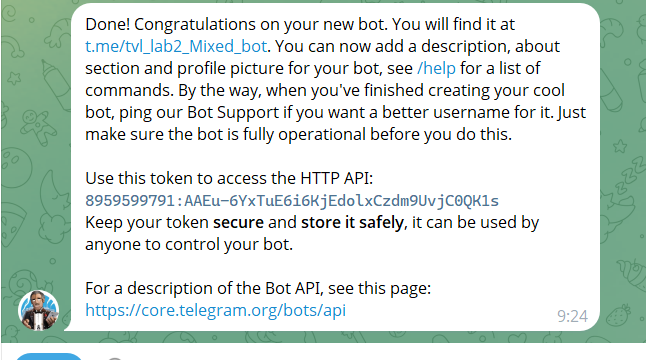 Done! Congratulations on your new bot. You will find it at
t.me/tvl_lab2_Mixed_bot. You can now add a description, about
section and profile picture for your bot, see /help for a list of
commands. By the way, when you've finished creating your cool
bot, ping our Bot Support if you want a better username for it. Just
make sure the bot is fully operational before you do this.
Use this token to access the HTTP API:
8959599791:AAEu-6YxTuE6i6KjEdolxCzdm9UvjC0QK1s
Keep your token secure and store it safely, it can be used by
anyone to control your bot.
For a description of the Bot API, see this page:
https://core.telegram.org/bots/api
9:24